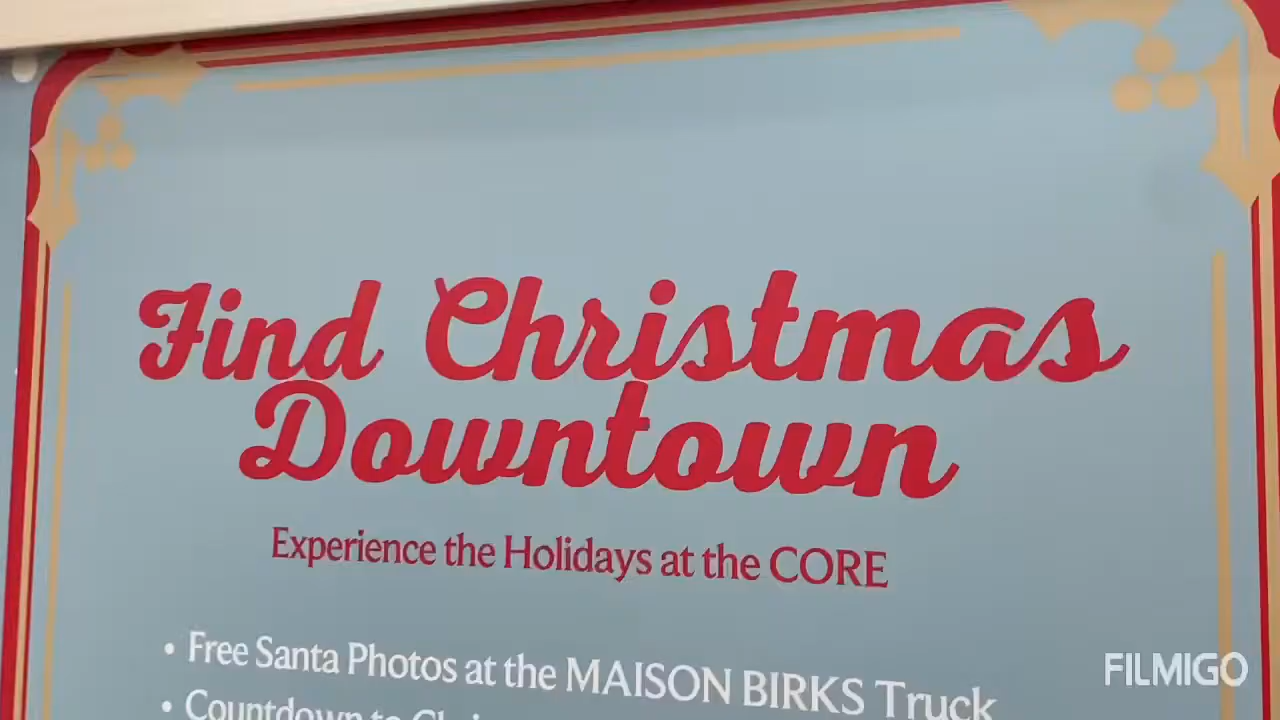 Find Christmas
Downtown
Experience the Holidays at the CORE
• Free Santa Photos at the MAISON BIRKS Truck
• Countdown to
FILMIGO